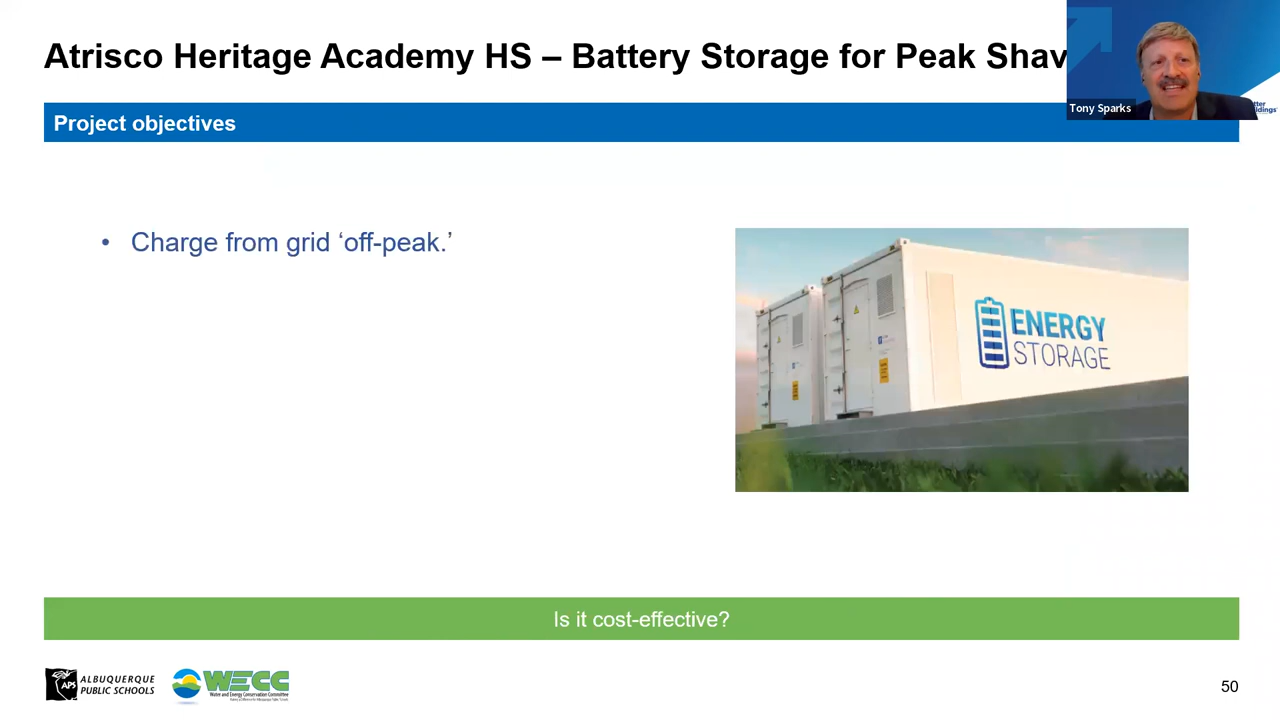 Atrisco Heritage Academy HS – Battery Storage for Peak Shav
Tony Sparks
Project objectives
• Charge from grid ‘off-peak.’
ENERGY
STORAGE
Is it cost-effective?
APS
ALBUQUERQUE
PUBLIC SCHOOLS
WECC
Water and Energy Conservation Committee
50